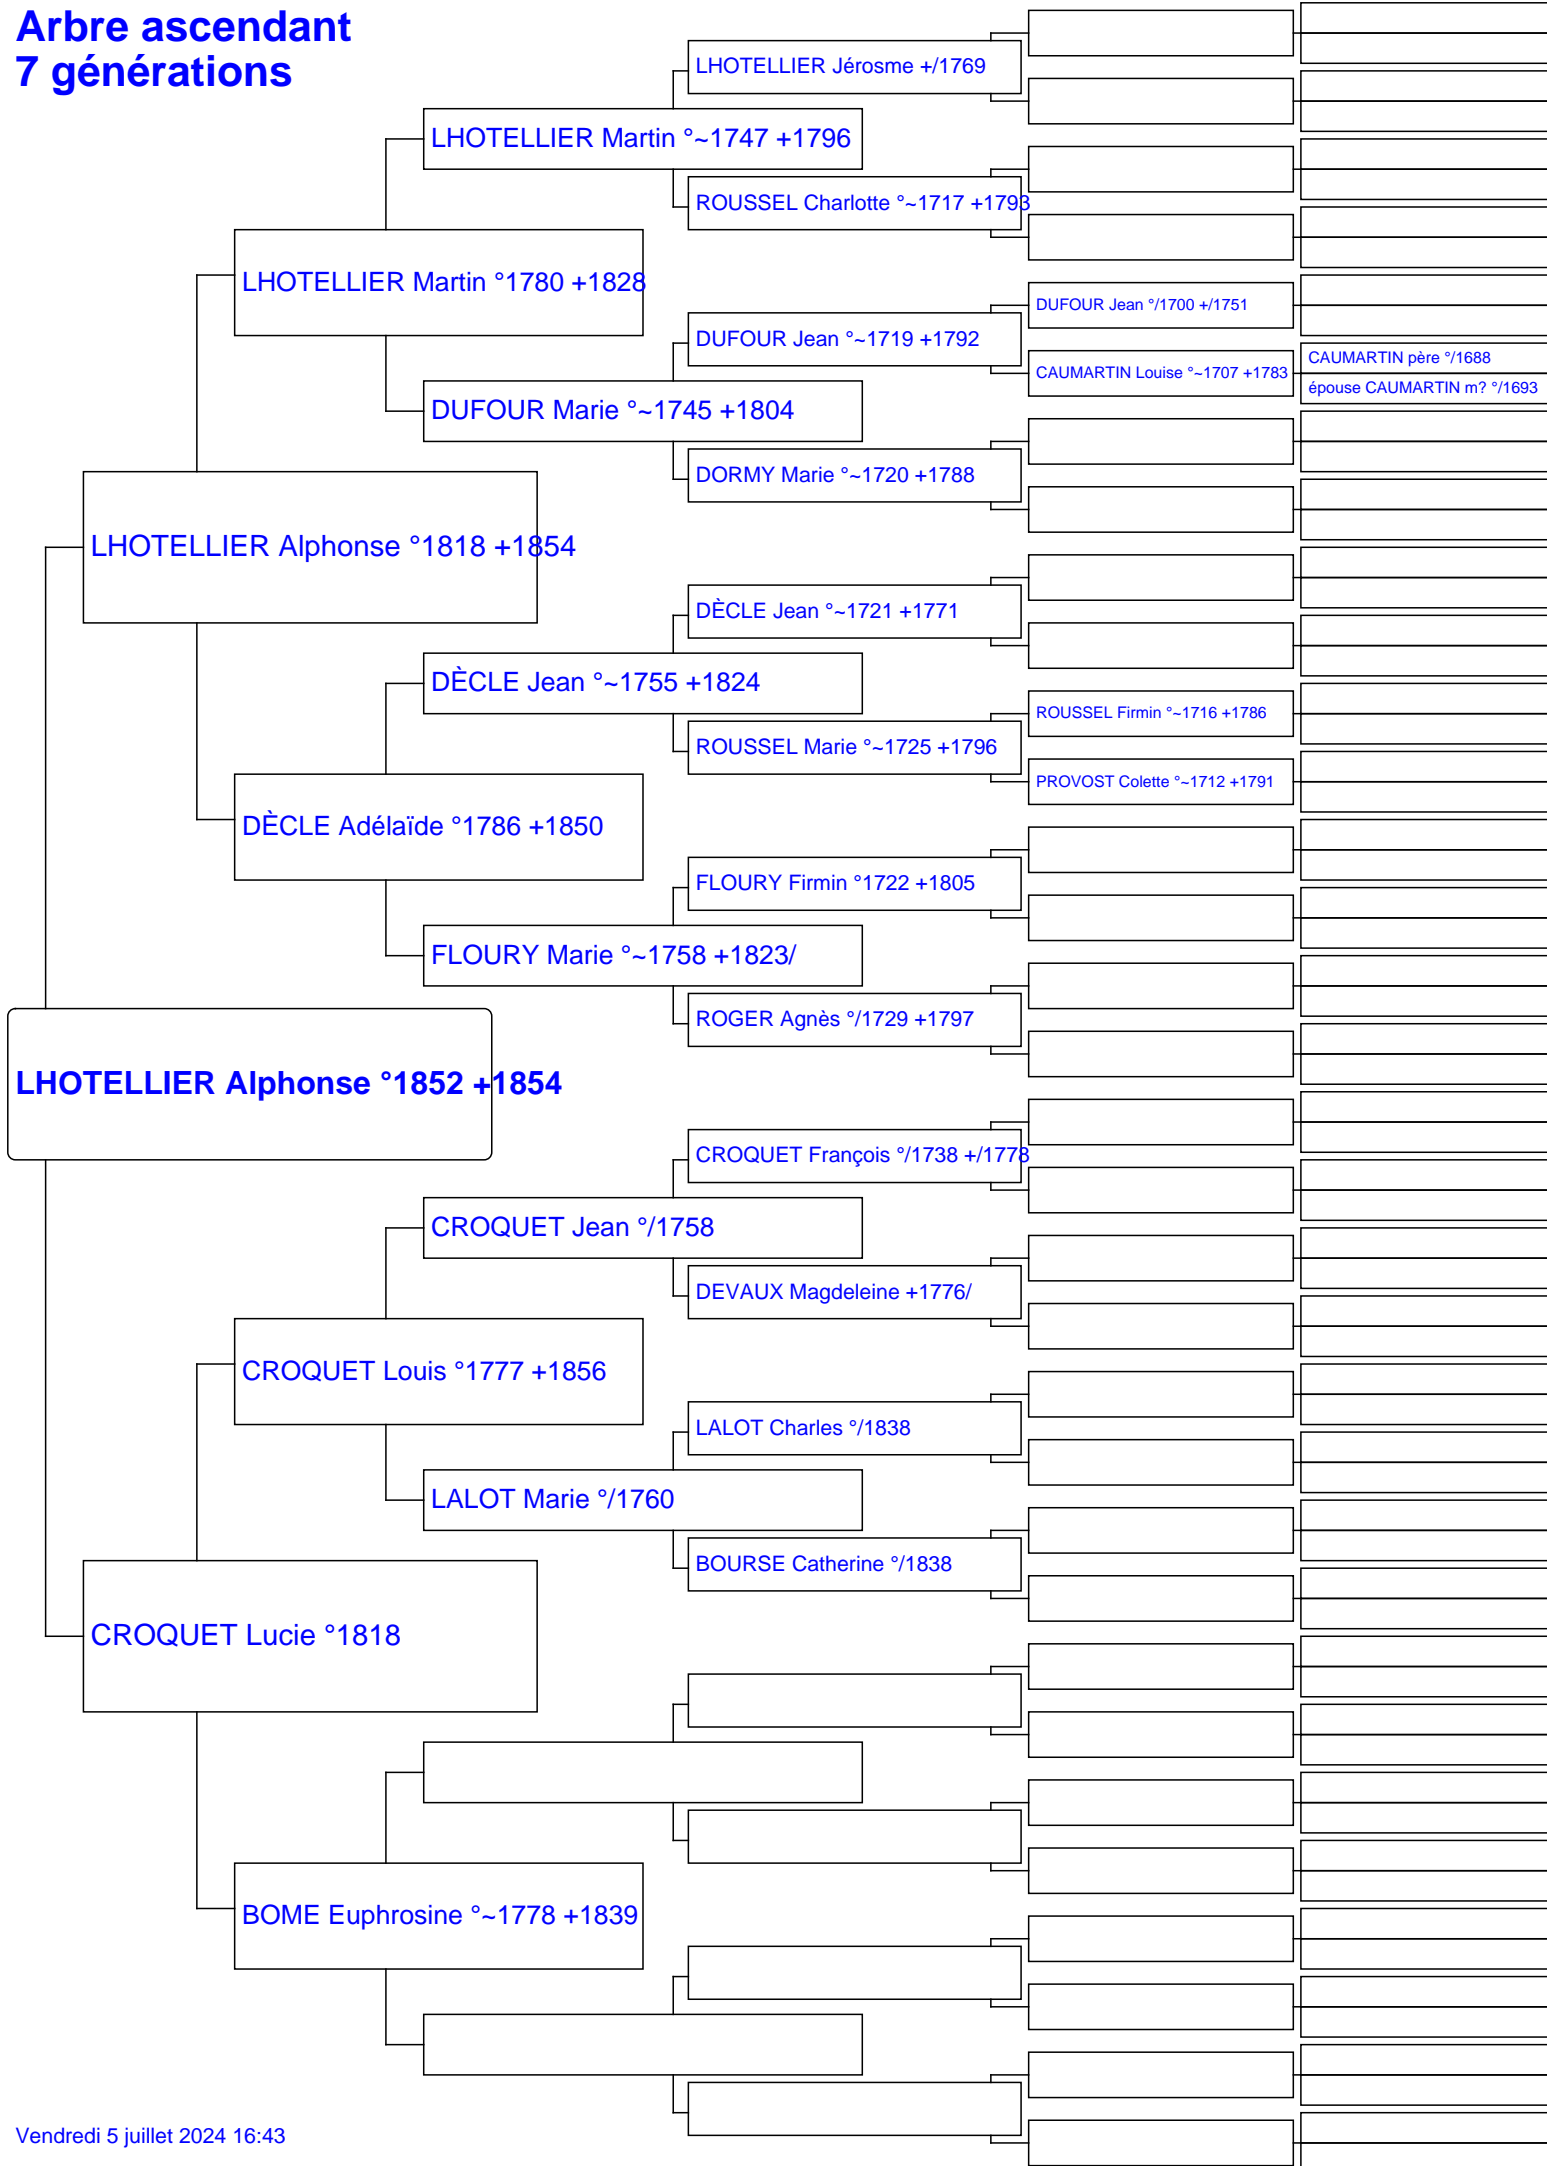 Arbre ascendant
7 générations
LHOTELLIER Jérosme +/1769
LHOTELLIER Martin °~1747 +1796
ROUSSEL Charlotte °~1717 +1793
LHOTELLIER Martin °1780 +1828
DUFOUR Jean °/1700 +/1751
DUFOUR Jean °~1719 +1792
CAUMARTIN père °/1688
CAUMARTIN Louise °~1707 +1783
épouse CAUMARTIN m? °/1693
DUFOUR Marie °~1745 +1804
DORMY Marie °~1720 +1788
LHOTELLIER Alphonse °1818 +1854
DÈCLE Jean °~1721 +1771
DÈCLE Jean °~1755 +1824
ROUSSEL Firmin °~1716 +1786
ROUSSEL Marie °~1725 +1796
PROVOST Colette °~1712 +1791
DÈCLE Adélaïde °1786 +1850
FLOURY Firmin °1722 +1805
FLOURY Marie °~1758 +1823/
ROGER Agnès °/1729 +1797
LHOTELLIER Alphonse °1852 +1854
CROQUET François °/1738 +/1778
CROQUET Jean °/1758
DEVAUX Magdeleine +1776/
CROQUET Louis °1777 +1856
LALOT Charles °/1838
LALOT Marie °/1760
BOURSE Catherine °/1838
CROQUET Lucie °1818
BOME Euphrosine °~1778 +1839
Vendredi 5 juillet 2024 16:43